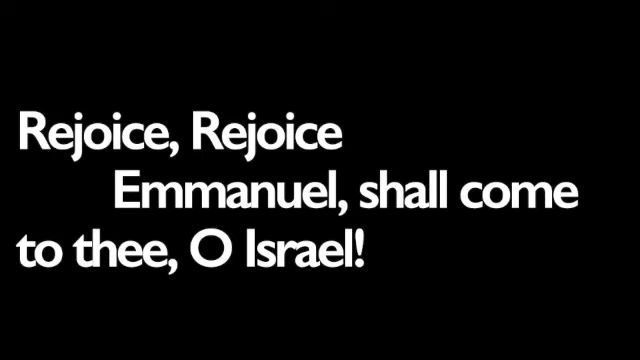 Rejoice, Rejoice
Emmanuel, shall come
to thee, O Israel!